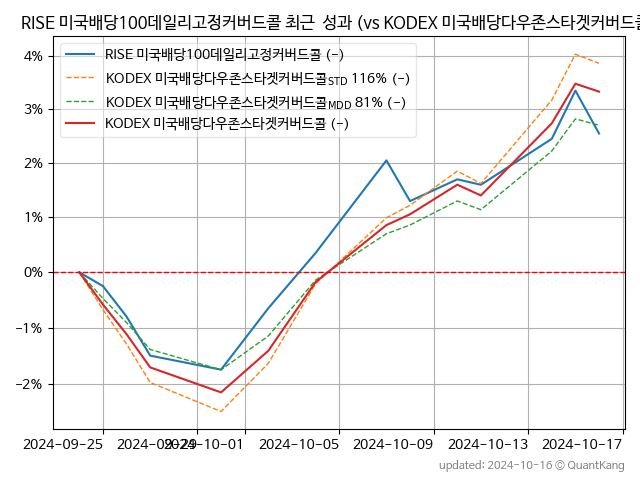 RISE 미국배당100데일리고정커버드콜 최근 성과 (vs KODEX 미국배당다우존스타겟커버드콜
RISE 미국배당100데일리고정커버드콜 (-)
KODEX 미국배당다우존스타겟커버드콜STD 116% (-)
KODEX 미국배당다우존스타겟커버드콜MDD 81% (-)
KODEX 미국배당다우존스타겟커버드콜 (-)
4%
3%
2%
1%
0%
−1%
−2%
2024-09-25
2024-09-29
2024-10-01
2024-10-05
2024-10-09
2024-10-13
2024-10-17
updated: 2024-10-16 © QuantKang